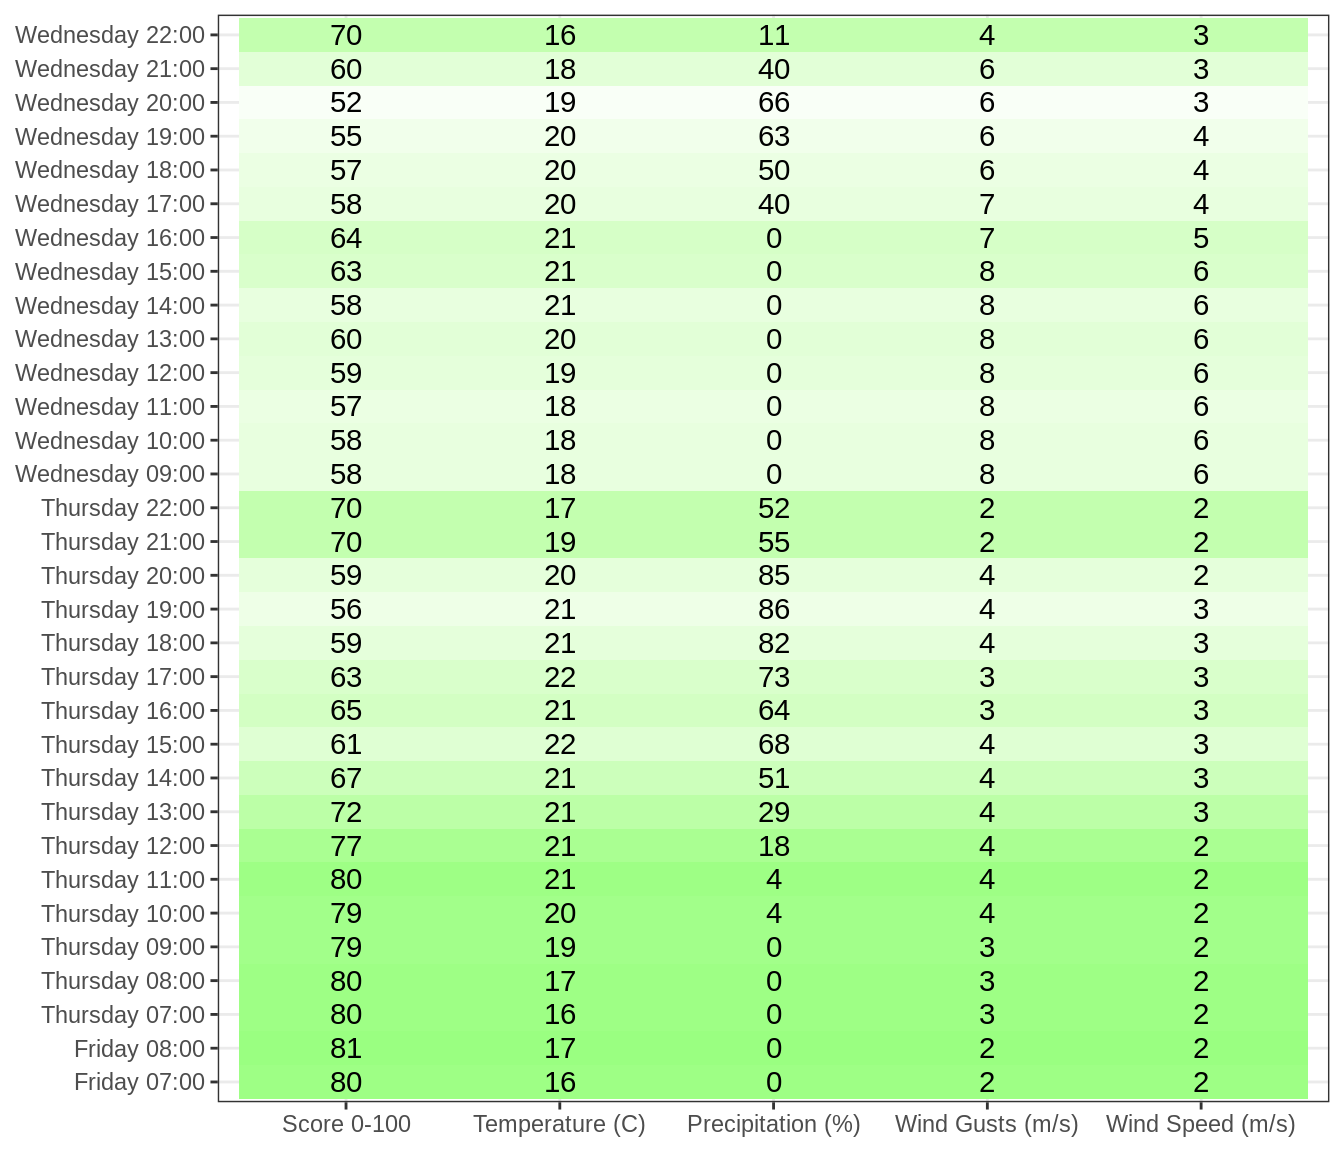 Wednesday 22:00 70 16 11 4 3
Wednesday 21:00 60 18 40 6 3
Wednesday 20:00 52 19 66 6 3
Wednesday 19:00 55 20 63 6 4
Wednesday 18:00 57 20 50 6 4
Wednesday 17:00 58 20 40 7 4
Wednesday 16:00 64 21 0 7 5
Wednesday 15:00 63 21 0 8 6
Wednesday 14:00 58 21 0 8 6
Wednesday 13:00 60 20 0 8 6
Wednesday 12:00 59 19 0 8 6
Wednesday 11:00 57 18 0 8 6
Wednesday 10:00 58 18 0 8 6
Wednesday 09:00 58 18 0 8 6
Thursday 22:00 70 17 52 2 2
Thursday 21:00 70 19 55 2 2
Thursday 20:00 59 20 85 4 2
Thursday 19:00 56 21 86 4 3
Thursday 18:00 59 21 82 4 3
Thursday 17:00 63 22 73 3 3
Thursday 16:00 65 21 64 3 3
Thursday 15:00 61 22 68 4 3
Thursday 14:00 67 21 51 4 3
Thursday 13:00 72 21 29 4 3
Thursday 12:00 77 21 18 4 2
Thursday 11:00 80 21 4 4 2
Thursday 10:00 79 20 4 4 2
Thursday 09:00 79 19 0 3 2
Thursday 08:00 80 17 0 3 2
Thursday 07:00 80 16 0 3 2
Friday 08:00 81 17 0 2 2
Friday 07:00 80 16 0 2 2
Score 0-100 Temperature (C) Precipitation (%) Wind Gusts (m/s) Wind Speed (m/s)